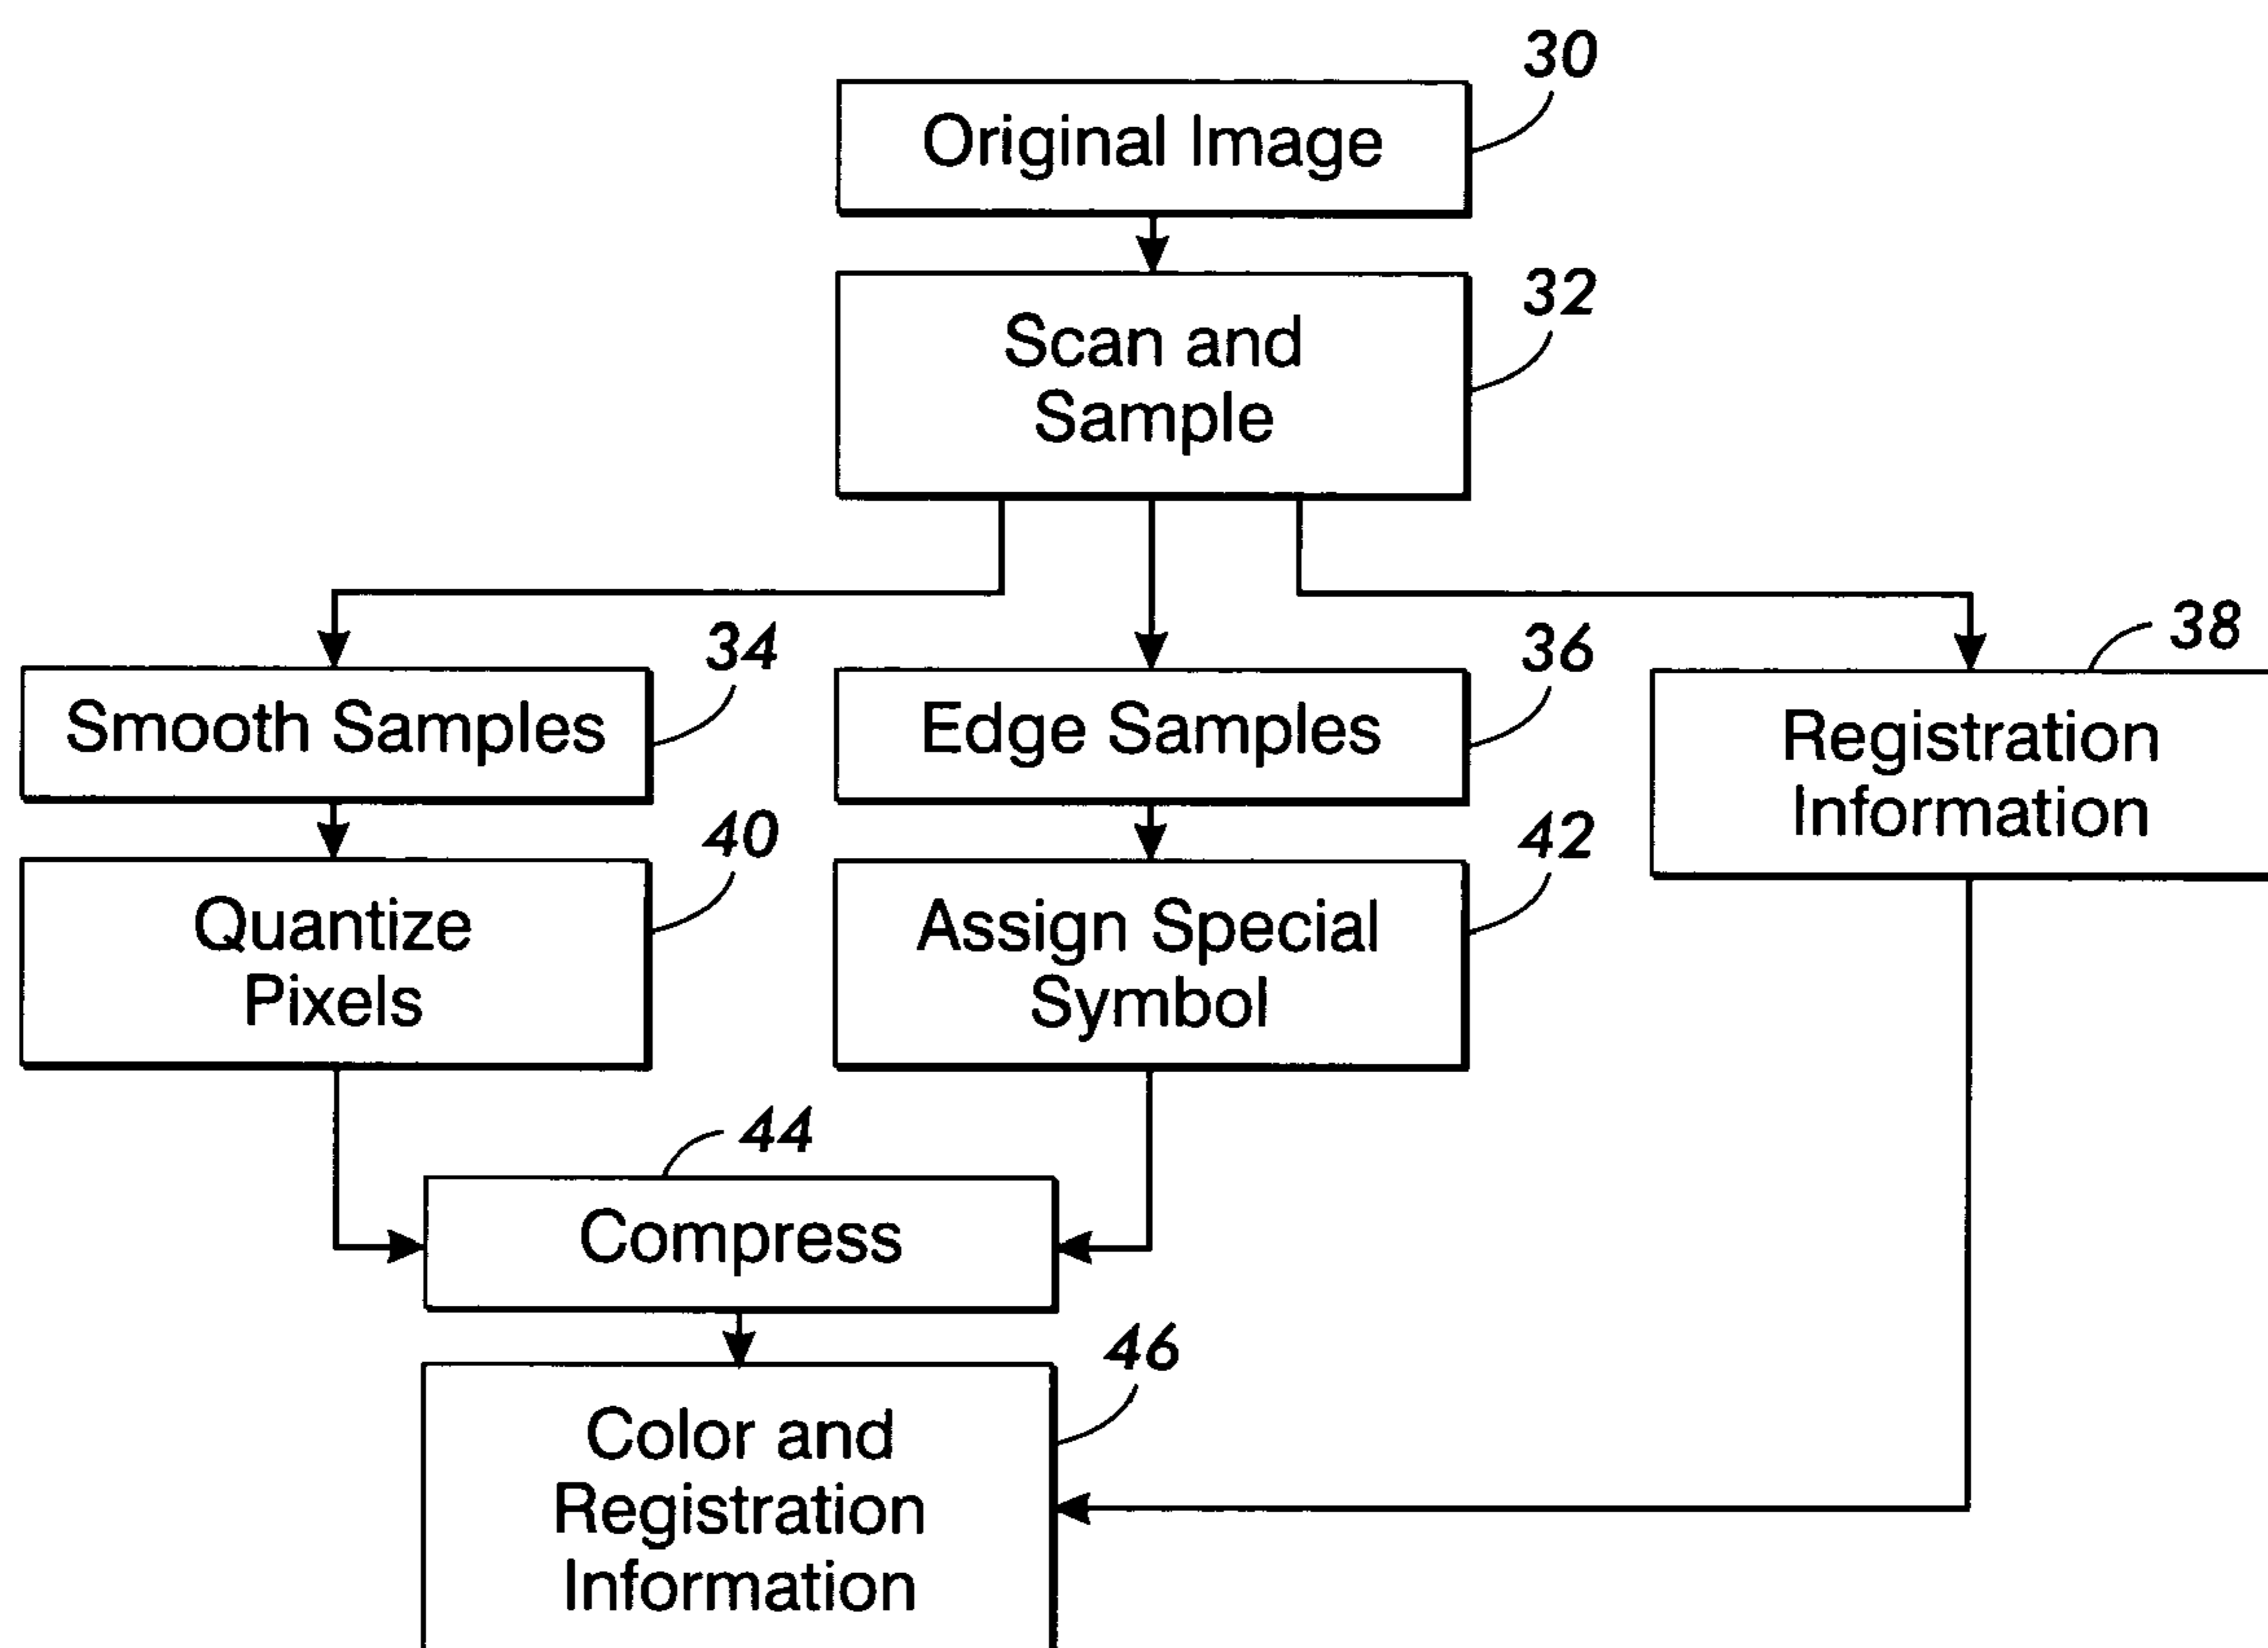 30
Original Image
32
Scan and
Sample
34
36
38
Smooth Samples
Edge Samples
Registration
Information
40
42
Quantize
Pixels
Assign Special
Symbol
44
Compress
46
Color and
Registration
Information